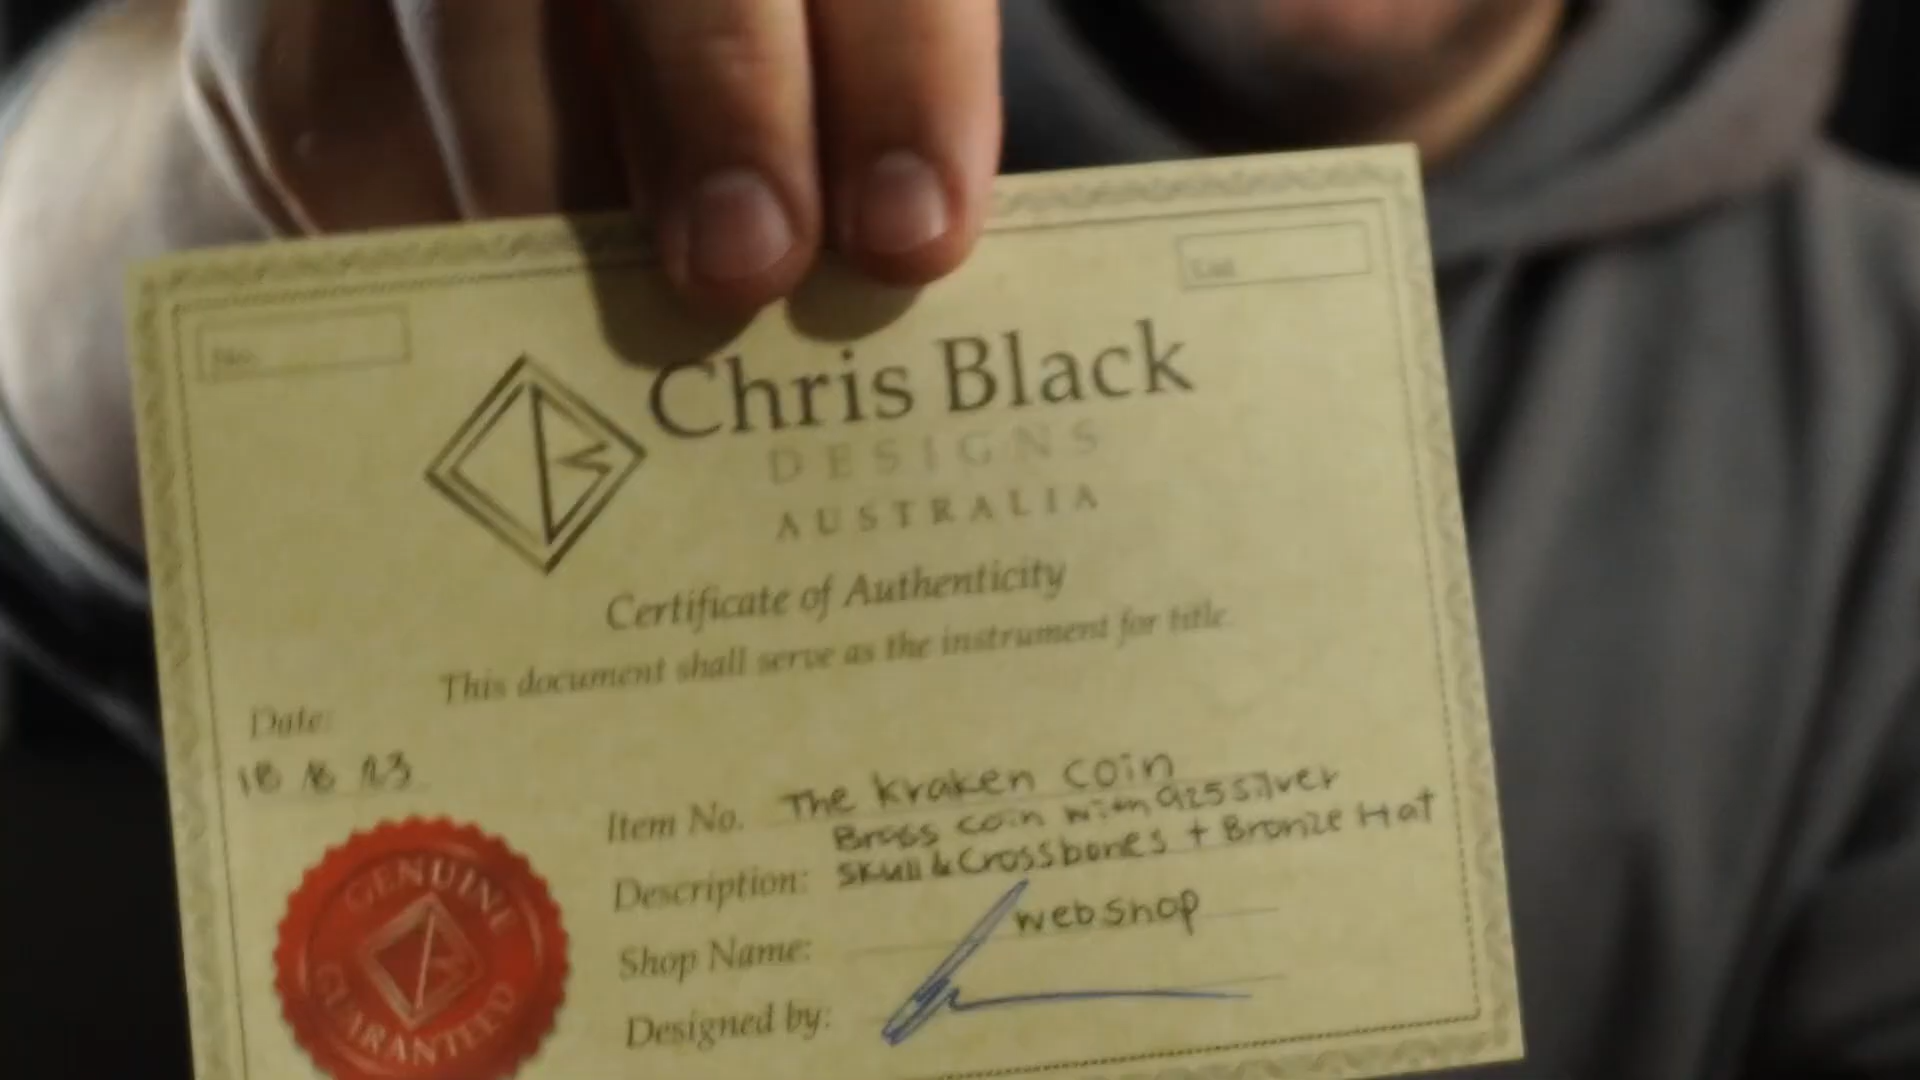 No.
Chris Black
DESIGNS
AUSTRALIA
Certificate of Authenticity
This document shall serve as the instrument for title.
Date:
18 /8 /23
Item No. The Kraken Coin
Brass coin with 925 silver
Description: Skull & Crossbones + Bronze Hat
Shop Name: webshop
Designed by:
GENUINE
GUARANTEED